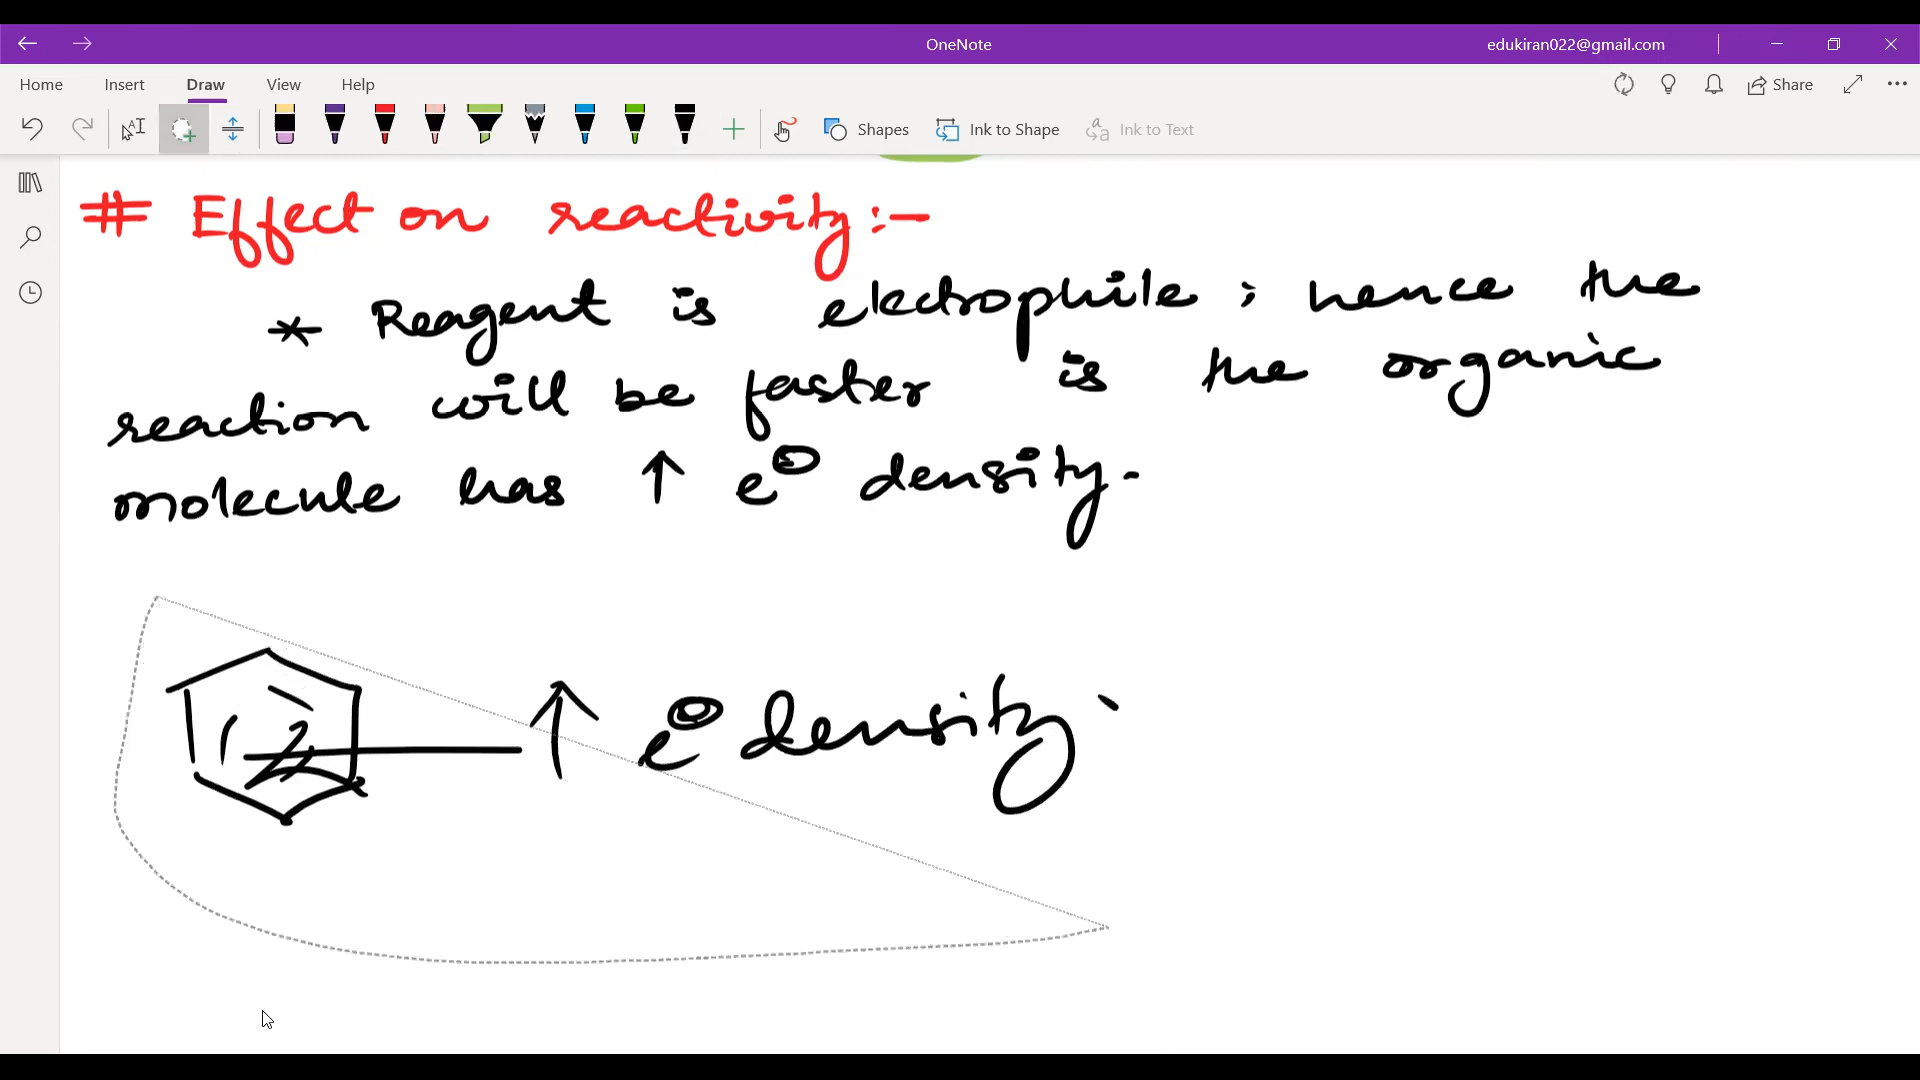 OneNote
edukiran022@gmail.com
Home Insert Draw View Help
Share
Shapes Ink to Shape Ink to Text
# Effect on reactivity :-
* Reagent is electrophile ; hence the
reaction will be faster is the organic
molecule has ↑ e⊖ density.
↑ e⊖ density